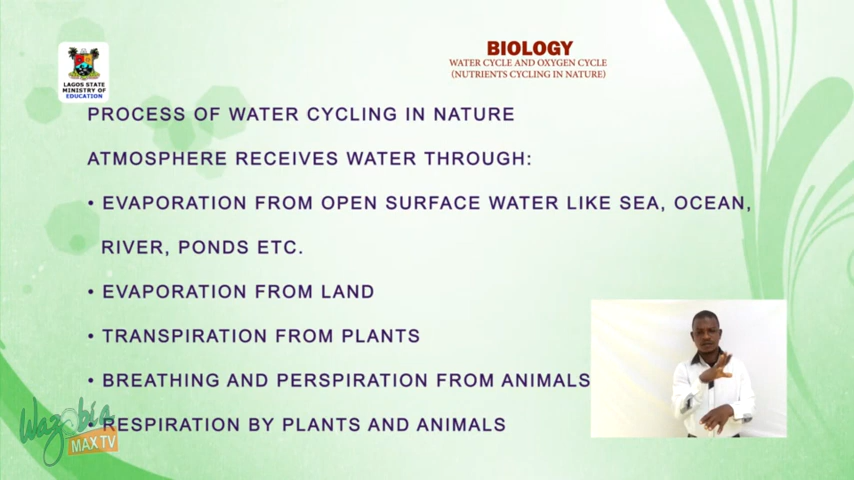 BIOLOGY
WATER CYCLE AND OXYGEN CYCLE
(NUTRIENTS CYCLING IN NATURE)
LAGOS STATE
MINISTRY OF
EDUCATION
PROCESS OF WATER CYCLING IN NATURE
ATMOSPHERE RECEIVES WATER THROUGH:
• EVAPORATION FROM OPEN SURFACE WATER LIKE SEA, OCEAN,
RIVER, PONDS ETC.
• EVAPORATION FROM LAND
• TRANSPIRATION FROM PLANTS
• BREATHING AND PERSPIRATION FROM ANIMALS
• RESPIRATION BY PLANTS AND ANIMALS
Wazobia
MAX TV